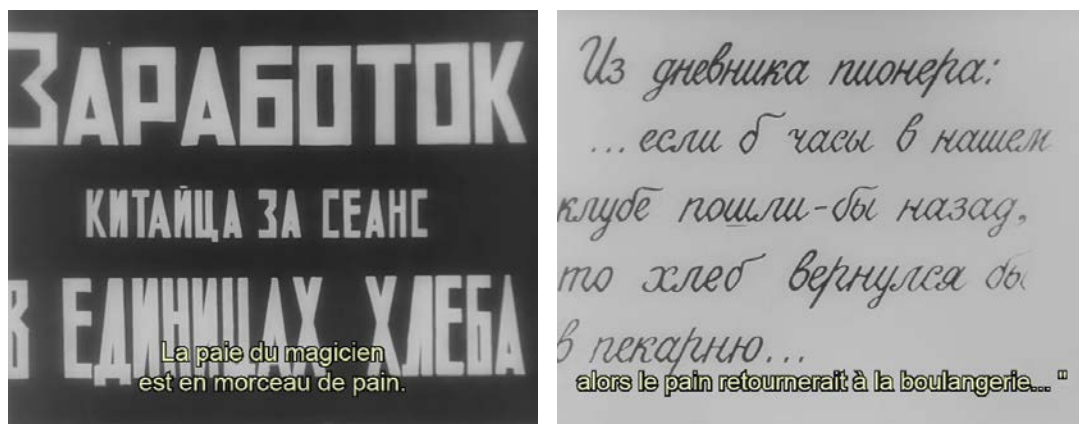 ЗАРАБОТОК
КИТАЙЦА ЗА СЕАНС
В ЕДИНИЦАХ ХЛЕБА
La paie du magicien
est en morceau de pain.
Из дневника пионера:
...если б часы в нашем
клубе пошли-бы назад,
то хлеб вернулся бы
в пекарню...
alors le pain retournerait à la boulangerie... "